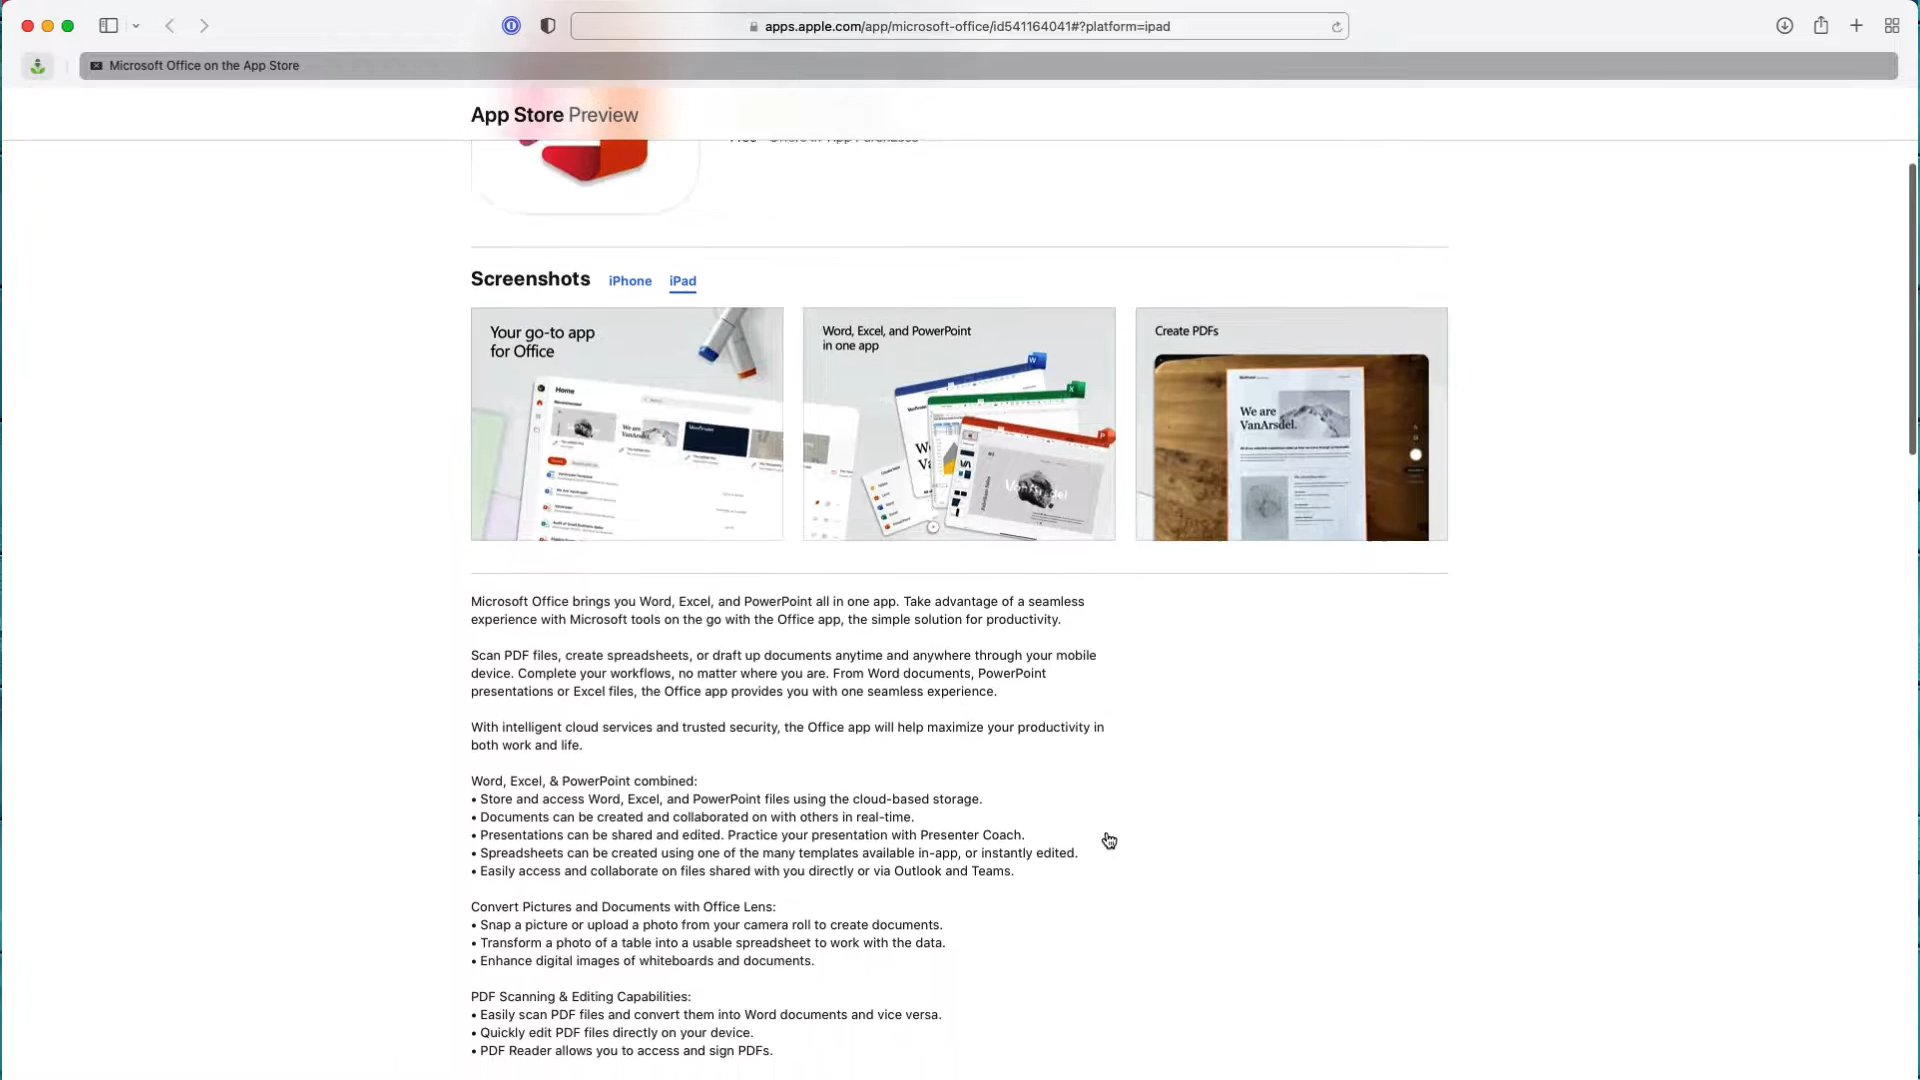 apps.apple.com/app/microsoft-office/id541164041#?platform=ipad
Microsoft Office on the App Store
App Store Preview
Screenshots iPhone iPad
Your go-to app
for Office
Home
Word, Excel, and PowerPoint
in one app
Create PDFs
We are
VanArsdel.
Microsoft Office brings you Word, Excel, and PowerPoint all in one app. Take advantage of a seamless
experience with Microsoft tools on the go with the Office app, the simple solution for productivity.
Scan PDF files, create spreadsheets, or draft up documents anytime and anywhere through your mobile
device. Complete your workflows, no matter where you are. From Word documents, PowerPoint
presentations or Excel files, the Office app provides you with one seamless experience.
With intelligent cloud services and trusted security, the Office app will help maximize your productivity in
both work and life.
Word, Excel, & PowerPoint combined:
• Store and access Word, Excel, and PowerPoint files using the cloud-based storage.
• Documents can be created and collaborated on with others in real-time.
• Presentations can be shared and edited. Practice your presentation with Presenter Coach.
• Spreadsheets can be created using one of the many templates available in-app, or instantly edited.
• Easily access and collaborate on files shared with you directly or via Outlook and Teams.
Convert Pictures and Documents with Office Lens:
• Snap a picture or upload a photo from your camera roll to create documents.
• Transform a photo of a table into a usable spreadsheet to work with the data.
• Enhance digital images of whiteboards and documents.
PDF Scanning & Editing Capabilities:
• Easily scan PDF files and convert them into Word documents and vice versa.
• Quickly edit PDF files directly on your device.
• PDF Reader allows you to access and sign PDFs.